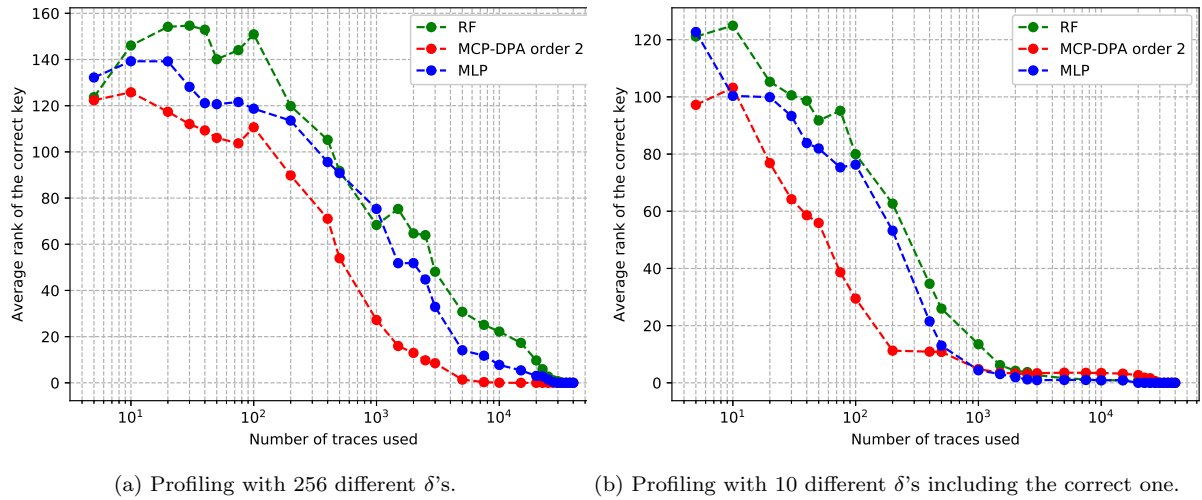 160
140
120
100
80
60
40
20
0
Average rank of the correct key
10^1
10^2
10^3
10^4
Number of traces used
RF
MCP-DPA order 2
MLP
(a) Profiling with 256 different δ's.
120
100
80
60
40
20
0
Average rank of the correct key
10^1
10^2
10^3
10^4
Number of traces used
RF
MCP-DPA order 2
MLP
(b) Profiling with 10 different δ's including the correct one.